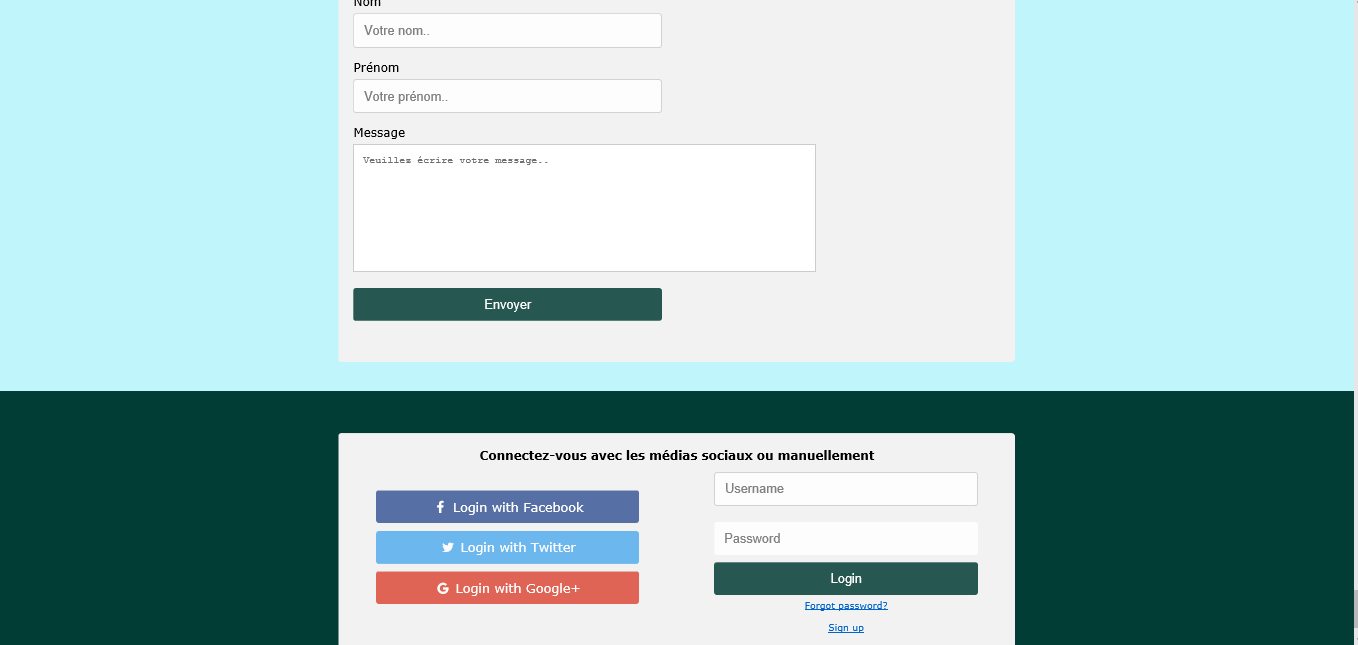 Nom
Votre nom..
Prénom
Votre prénom..
Message
Veuilles écrire votre message..
Envoyer
Connectez-vous avec les médias sociaux ou manuellement
Login with Facebook
Login with Twitter
Login with Google+
Username
Password
Login
Forgot password?
Sign up